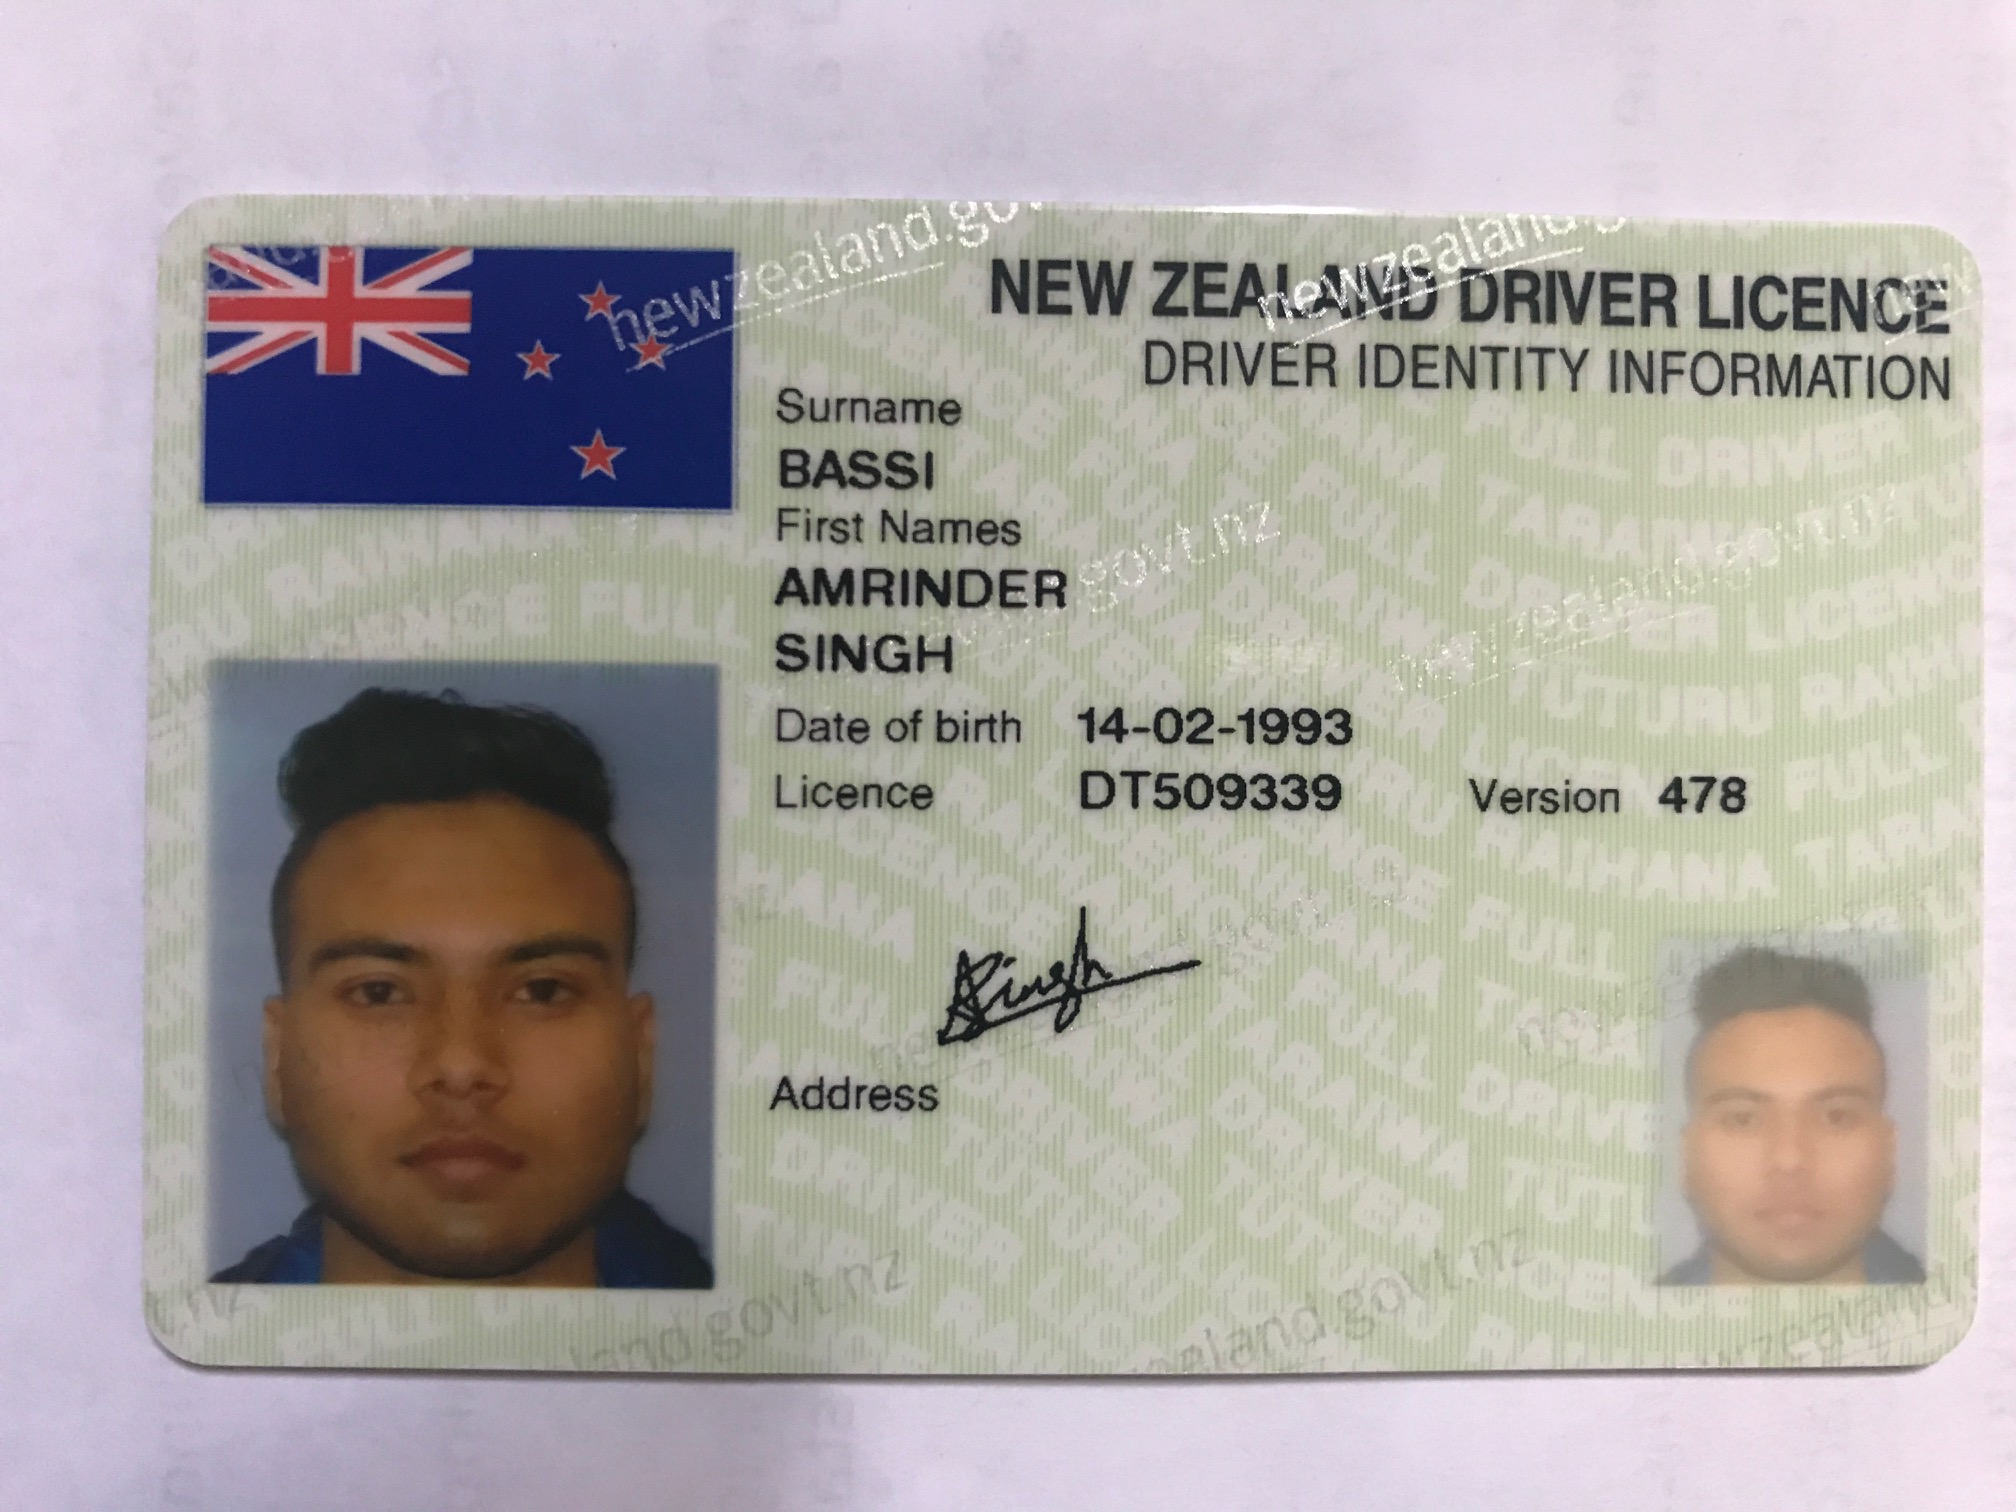 NEW ZEALAND DRIVER LICENCE
DRIVER IDENTITY INFORMATION
Surname
BASSI
First Names
AMRINDER
SINGH
Date of birth 14-02-1993
Licence DT509339 Version 478
Singh
Address
newzealand.govt.nz